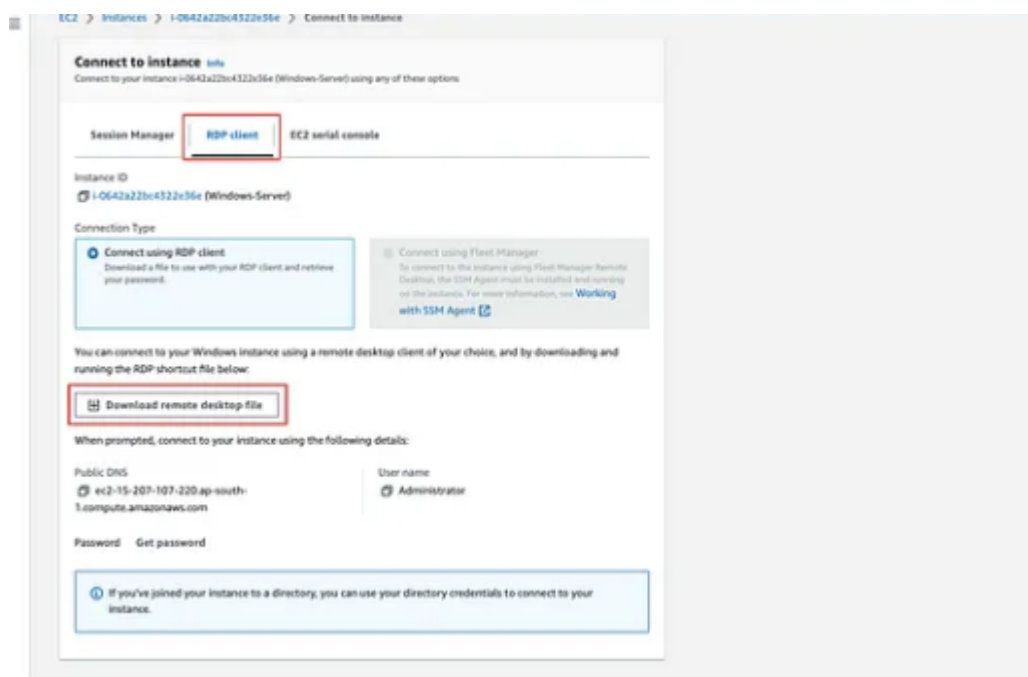 EC2 > Instances > i-0642a22bc4322e36e > Connect to instance
Connect to instance Info
Connect to your instance i-0642a22bc4322e36e (Windows-Server) using any of these options
Session Manager RDP client EC2 serial console
Instance ID
i-0642a22bc4322e36e (Windows-Server)
Connection Type
Connect using RDP client
Download a file to use with your RDP client and retrieve
your password.
Connect using Fleet Manager
To connect to the instance using Fleet Manager Remote
Desktop, the SSM Agent must be installed and running
on the instance. For more information, see Working
with SSM Agent
You can connect to your Windows instance using a remote desktop client of your choice, and by downloading and
running the RDP shortcut file below:
Download remote desktop file
When prompted, connect to your instance using the following details:
Public DNS
ec2-15-207-107-220.ap-south-
1.compute.amazonaws.com
User name
Administrator
Password Get password
If you've joined your instance to a directory, you can use your directory credentials to connect to your
instance.